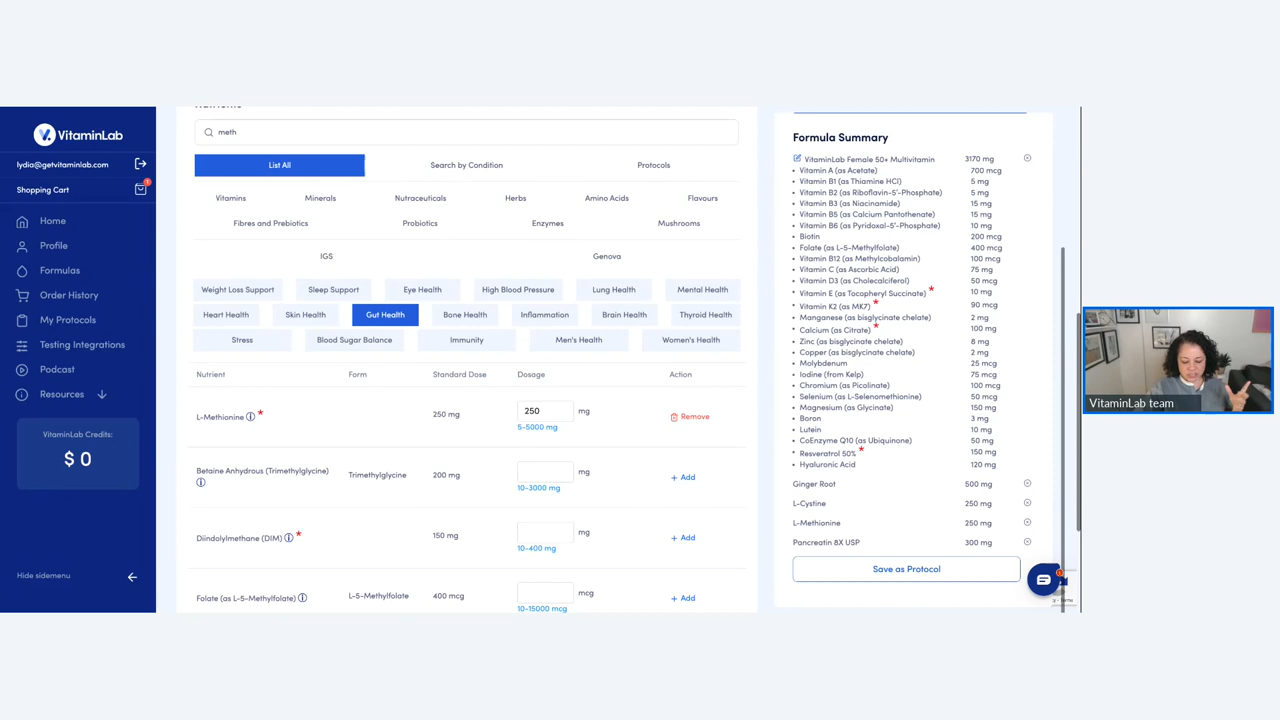 VitaminLab
lydia@getvitaminlab.com
Shopping Cart
1
Home
Profile
Formulas
Order History
My Protocols
Testing Integrations
Podcast
Resources
VitaminLab Credits:
$ 0
Hide sidemenu
Nutrients
meth
List All
Search by Condition
Protocols
Vitamins
Minerals
Nutraceuticals
Herbs
Amino Acids
Flavours
Fibres and Prebiotics
Probiotics
Enzymes
Mushrooms
IGS
Genova
Weight Loss Support
Sleep Support
Eye Health
High Blood Pressure
Lung Health
Mental Health
Heart Health
Skin Health
Gut Health
Bone Health
Inflammation
Brain Health
Thyroid Health
Stress
Blood Sugar Balance
Immunity
Men's Health
Women's Health
Nutrient Form Standard Dose Dosage Action
L-Methionine * 250 mg 250 mg Remove
5-5000 mg
Betaine Anhydrous (Trimethylglycine) Trimethylglycine 200 mg mg + Add
10-3000 mg
Diindolylmethane (DIM) * 150 mg mg + Add
10-400 mg
Folate (as L-5-Methylfolate) L-5-Methylfolate 400 mcg mcg + Add
10-15000 mcg
Formula Summary
VitaminLab Female 50+ Multivitamin 3170 mg
• Vitamin A (as Acetate) 700 mcg
• Vitamin B1 (as Thiamine HCl) 5 mg
• Vitamin B2 (as Riboflavin-5'-Phosphate) 5 mg
• Vitamin B3 (as Niacinamide) 15 mg
• Vitamin B5 (as Calcium Pantothenate) 15 mg
• Vitamin B6 (as Pyridoxal-5'-Phosphate) 10 mg
• Biotin 200 mcg
• Folate (as L-5-Methylfolate) 400 mcg
• Vitamin B12 (as Methylcobalamin) 100 mcg
• Vitamin C (as Ascorbic Acid) 75 mg
• Vitamin D3 (as Cholecalciferol) 50 mcg
• Vitamin E (as Tocopheryl Succinate) * 10 mg
• Vitamin K2 (as MK7) * 90 mcg
• Manganese (as bisglycinate chelate) 2 mg
• Calcium (as Citrate) * 100 mg
• Zinc (as bisglycinate chelate) 8 mg
• Copper (as bisglycinate chelate) 2 mg
• Molybdenum 25 mcg
• Iodine (from Kelp) 75 mcg
• Chromium (as Picolinate) 100 mcg
• Selenium (as L-Selenomethionine) 50 mcg
• Magnesium (as Glycinate) 150 mg
• Boron 3 mg
• Lutein 10 mg
• CoEnzyme Q10 (as Ubiquinone) 50 mg
• Resveratrol 50% * 150 mg
• Hyaluronic Acid 120 mg
Ginger Root 500 mg
L-Cystine 250 mg
L-Methionine 250 mg
Pancreatin 8X USP 300 mg
Save as Protocol
Terms
VitaminLab team